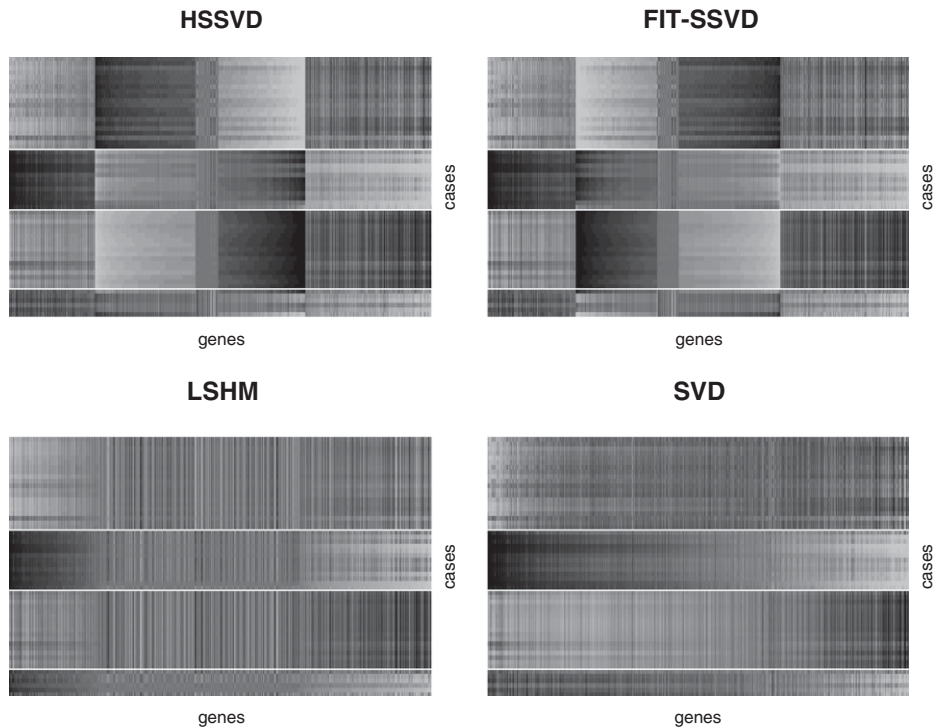 HSSVD
FIT-SSVD
cases
cases
genes
genes
LSHM
SVD
cases
cases
genes
genes